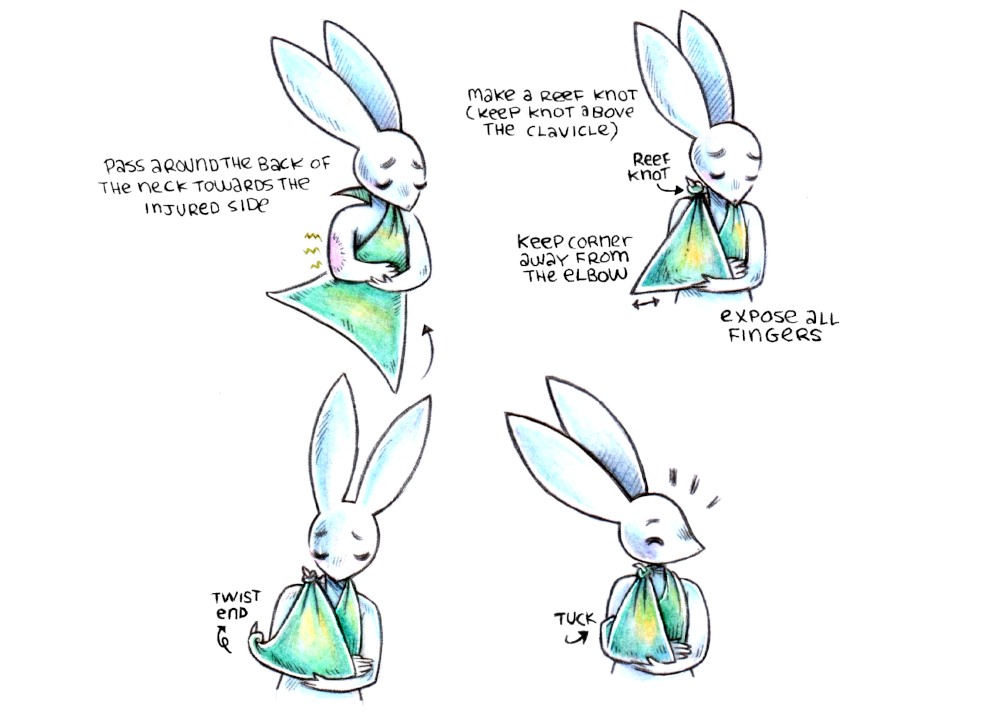 Pass around the back of
the neck towards the
injured side
make a reef knot
(keep knot above
the clavicle)
Reef
knot
keep corner
away from
the elbow
expose all
fingers
Twist
end
Tuck